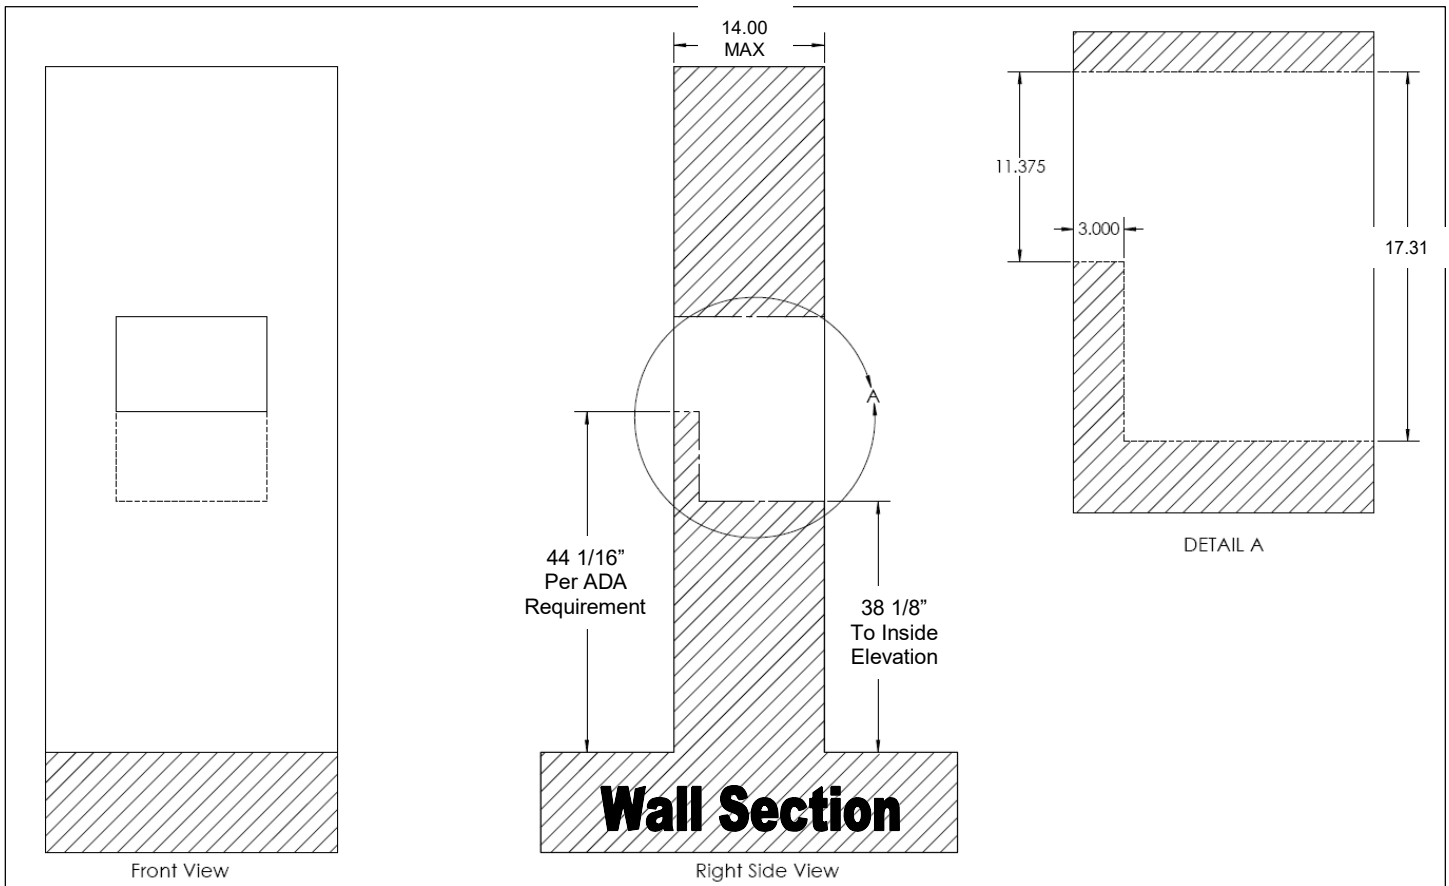 14.00
MAX
11.375
3.000
17.31
A
DETAIL A
44 1/16”
Per ADA
Requirement
38 1/8”
To Inside
Elevation
Wall Section
Front View
Right Side View